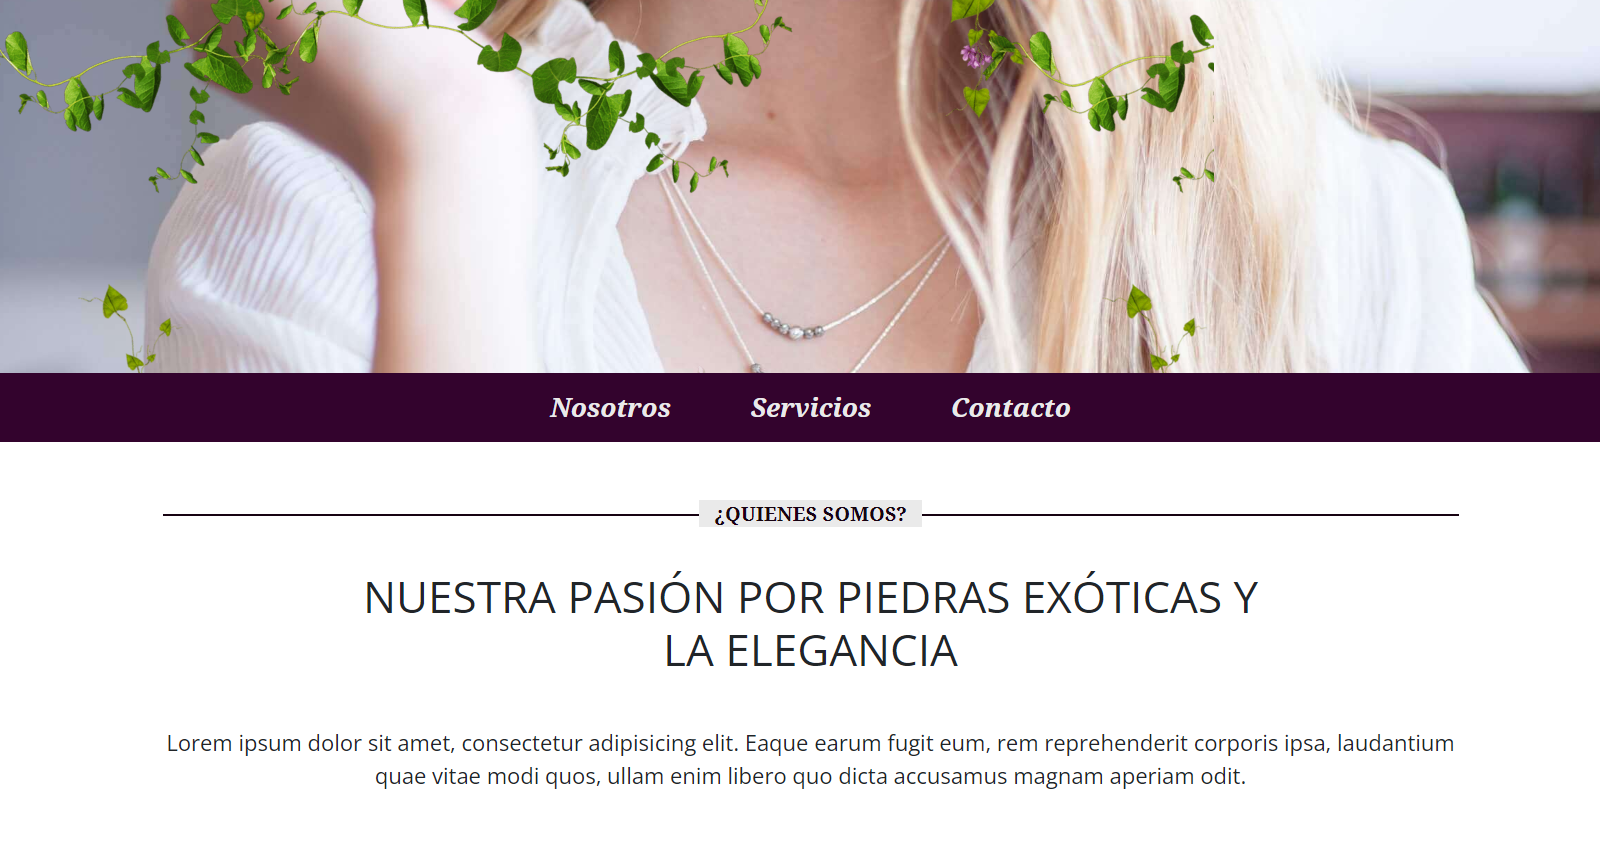 Nosotros Servicios Contacto
¿QUIENES SOMOS?
NUESTRA PASIÓN POR PIEDRAS EXÓTICAS Y
LA ELEGANCIA
Lorem ipsum dolor sit amet, consectetur adipisicing elit. Eaque earum fugit eum, rem reprehenderit corporis ipsa, laudantium
quae vitae modi quos, ullam enim libero quo dicta accusamus magnam aperiam odit.